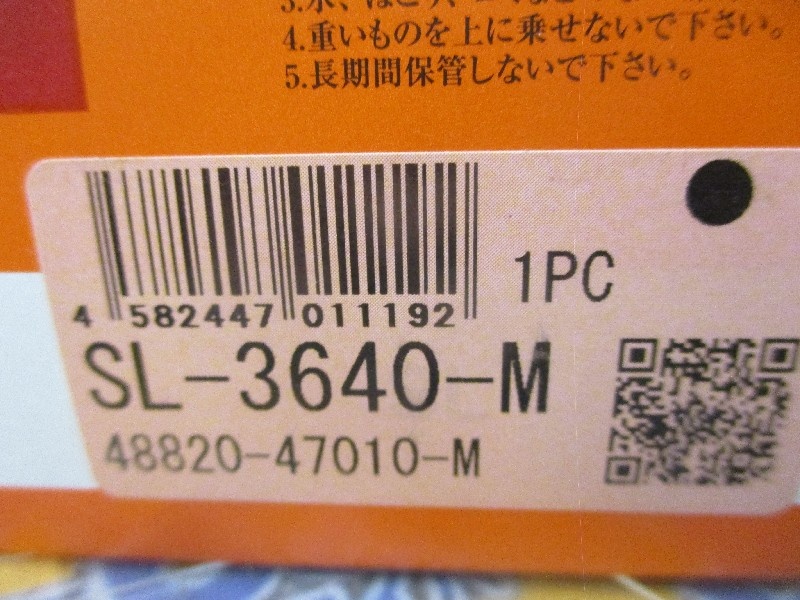 4.重いものを上に乗せないで下さい。
5.長期間保管しないで下さい。
1PC
4 582447 011192
SL-3640-M
48820-47010-M